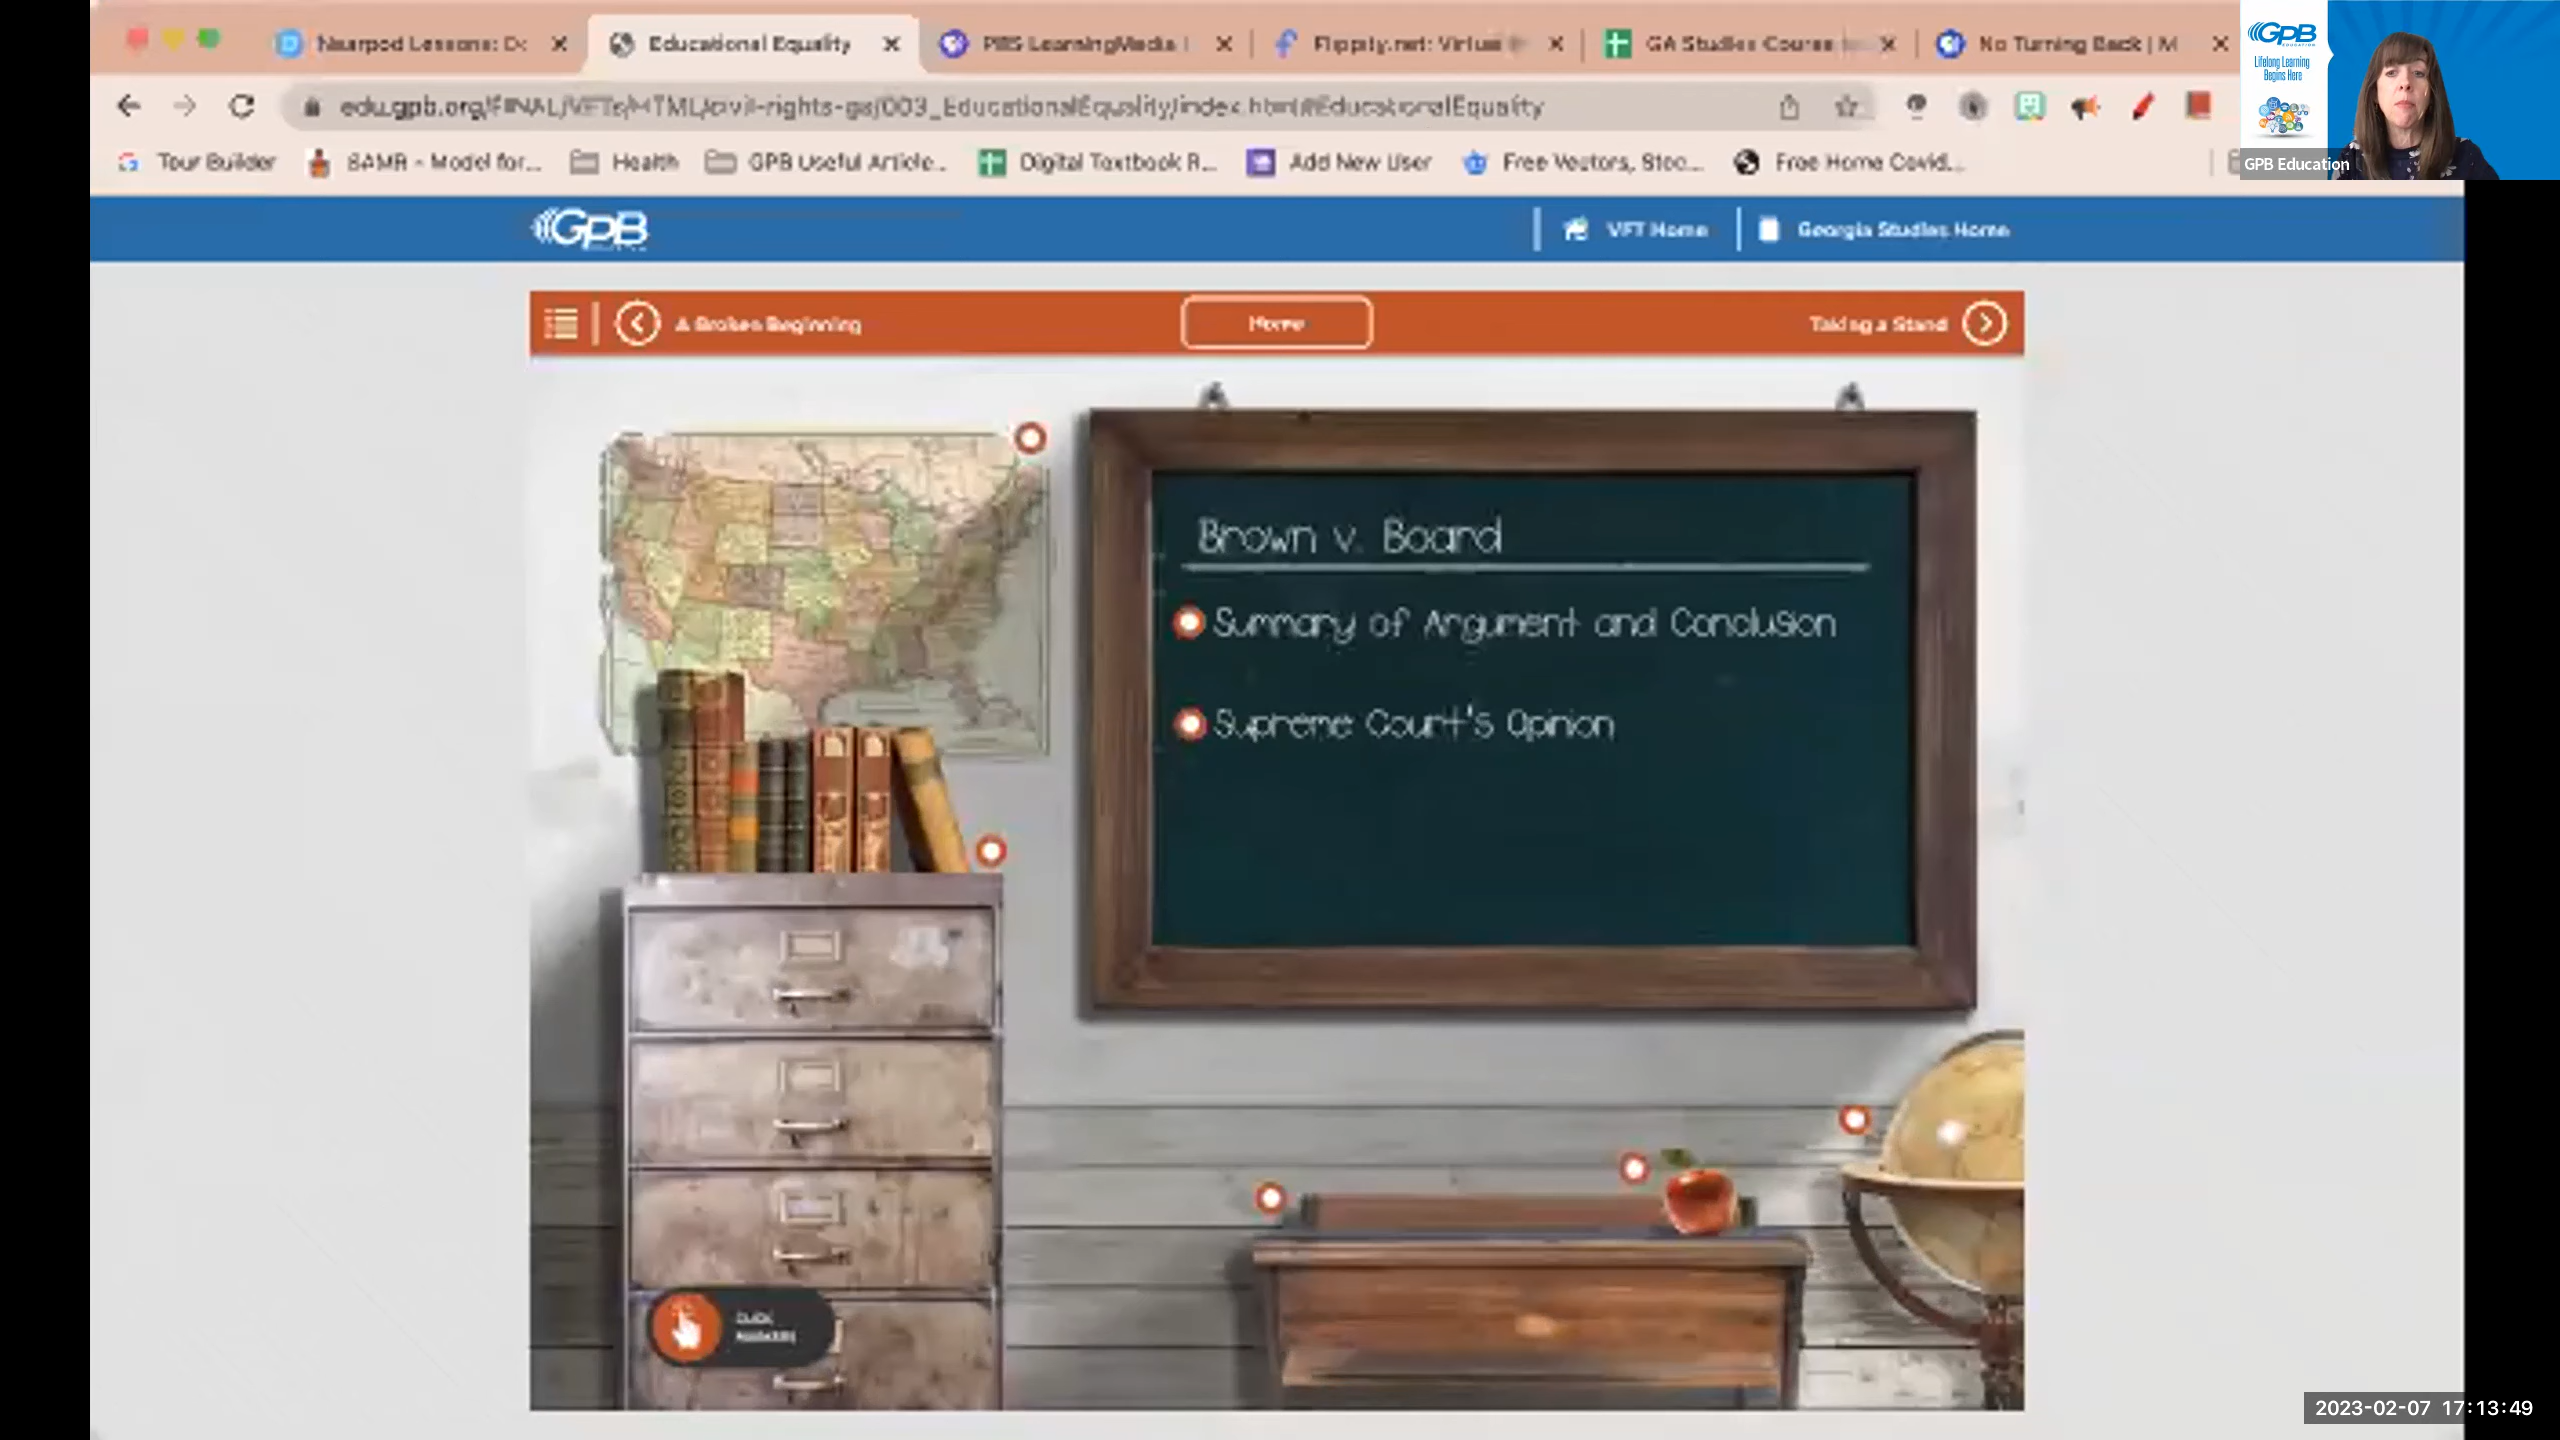 Nearpod Lessons: Dc
Educational Equality
PBS LearningMedia |
Flippity.net: Virtual
GA Studies Course
No Turning Back | M
edu.gpb.org/FINAL/VFTs/HTML/civil-rights-ga/003_EducationalEquality/index.html#EducationalEquality
Tour Builder
SAMR - Model for...
Health
GPB Useful Article...
Digital Textbook R...
Add New User
Free Vectors, Stoc...
Free Home Covid...
GPB
EDUCATION
Lifelong Learning
Begins Here
GPB Education
GPB
VFT Home
Georgia Studies Home
A Broken Beginning
Home
Taking a Stand
Brown v. Board
Summary of Argument and Conclusion
Supreme Court's Opinion
CLICK
2023-02-07 17:13:49